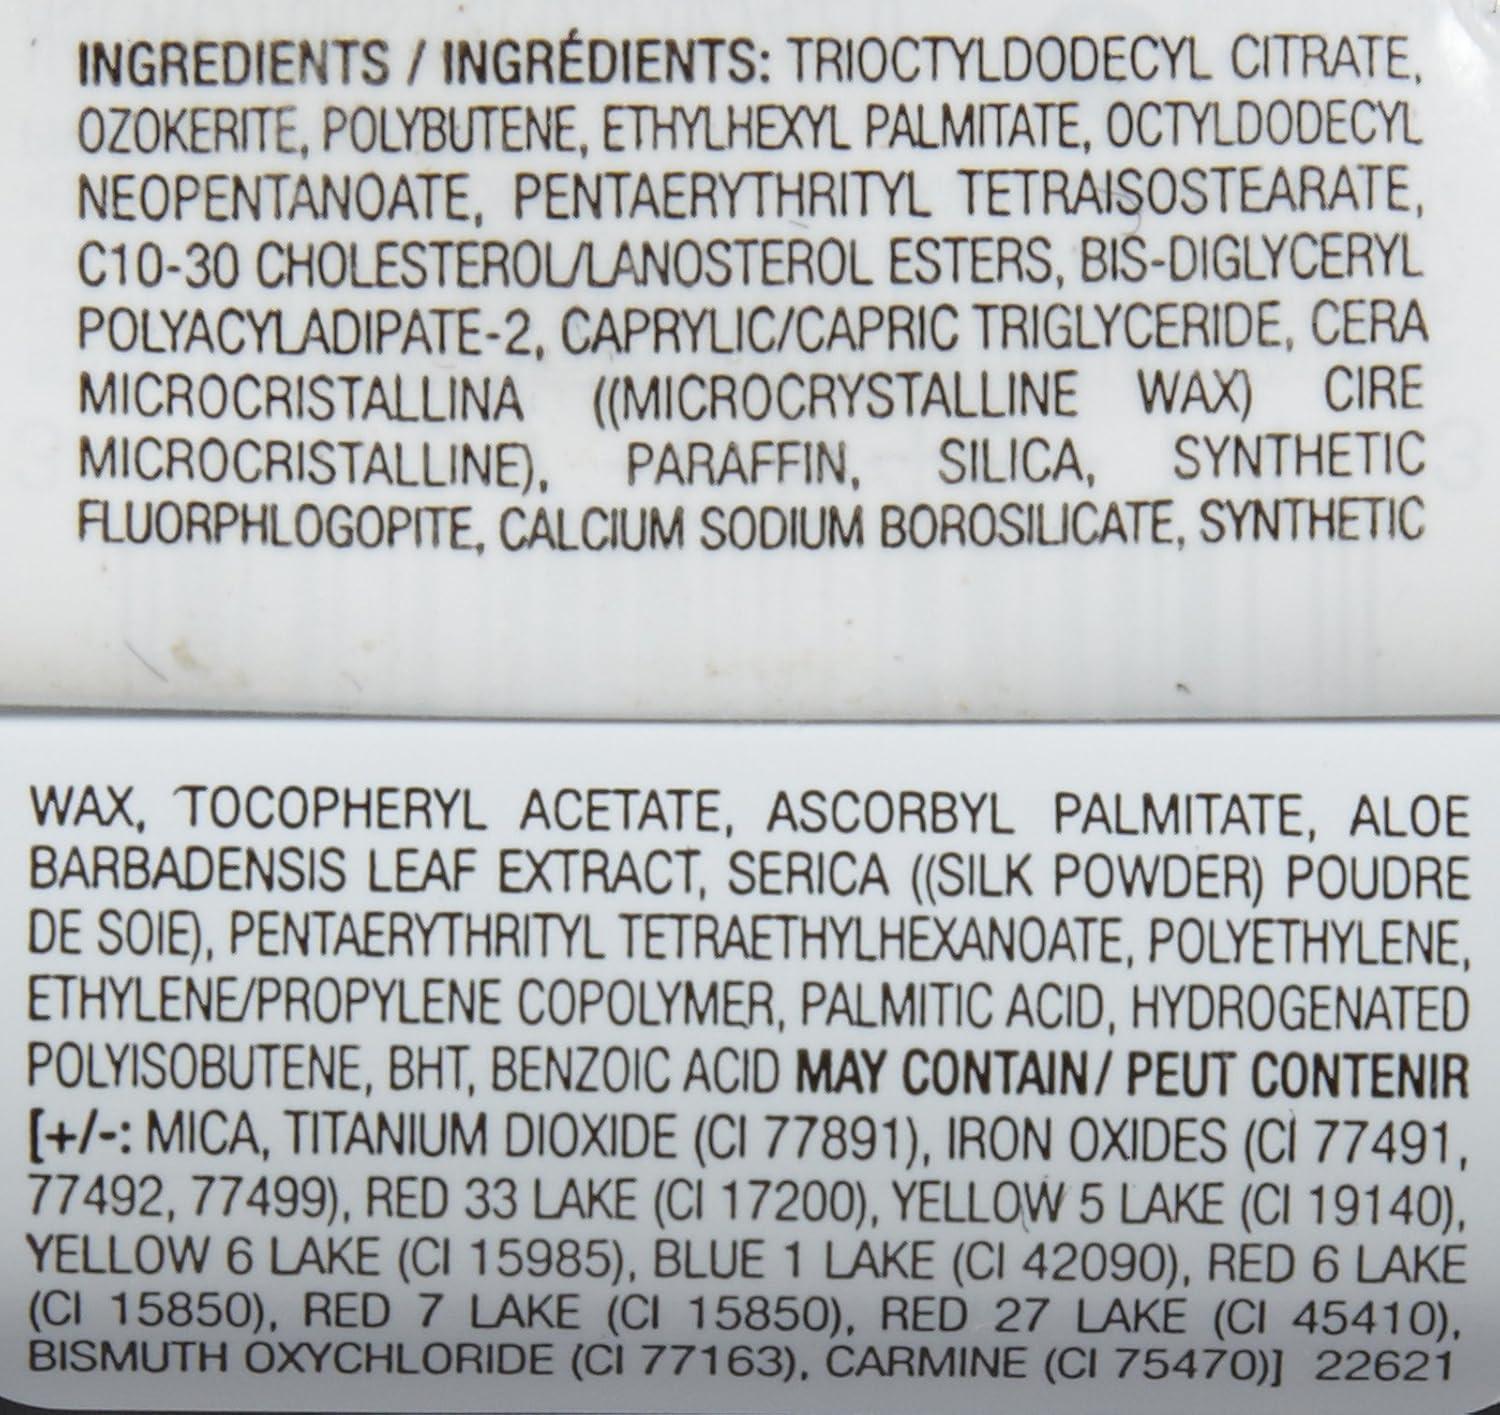 INGREDIENTS / INGRÉDIENTS: TRIOCTYLDODECYL CITRATE,
OZOKERITE, POLYBUTENE, ETHYLHEXYL PALMITATE, OCTYLDODECYL
NEOPENTANOATE, PENTAERYTHRITYL TETRAISOSTEARATE,
C10-30 CHOLESTEROL/LANOSTEROL ESTERS, BIS-DIGLYCERYL
POLYACYLADIPATE-2, CAPRYLIC/CAPRIC TRIGLYCERIDE, CERA
MICROCRISTALLINA ((MICROCRYSTALLINE WAX) CIRE
MICROCRISTALLINE), PARAFFIN, SILICA, SYNTHETIC
FLUORPHLOGOPITE, CALCIUM SODIUM BOROSILICATE, SYNTHETIC
WAX, TOCOPHERYL ACETATE, ASCORBYL PALMITATE, ALOE
BARBADENSIS LEAF EXTRACT, SERICA ((SILK POWDER) POUDRE
DE SOIE), PENTAERYTHRITYL TETRAETHYLHEXANOATE, POLYETHYLENE,
ETHYLENE/PROPYLENE COPOLYMER, PALMITIC ACID, HYDROGENATED
POLYISOBUTENE, BHT, BENZOIC ACID MAY CONTAIN / PEUT CONTENIR
[+/-: MICA, TITANIUM DIOXIDE (CI 77891), IRON OXIDES (CI 77491,
77492, 77499), RED 33 LAKE (CI 17200), YELLOW 5 LAKE (CI 19140),
YELLOW 6 LAKE (CI 15985), BLUE 1 LAKE (CI 42090), RED 6 LAKE
(CI 15850), RED 7 LAKE (CI 15850), RED 27 LAKE (CI 45410),
BISMUTH OXYCHLORIDE (CI 77163), CARMINE (CI 75470)] 22621